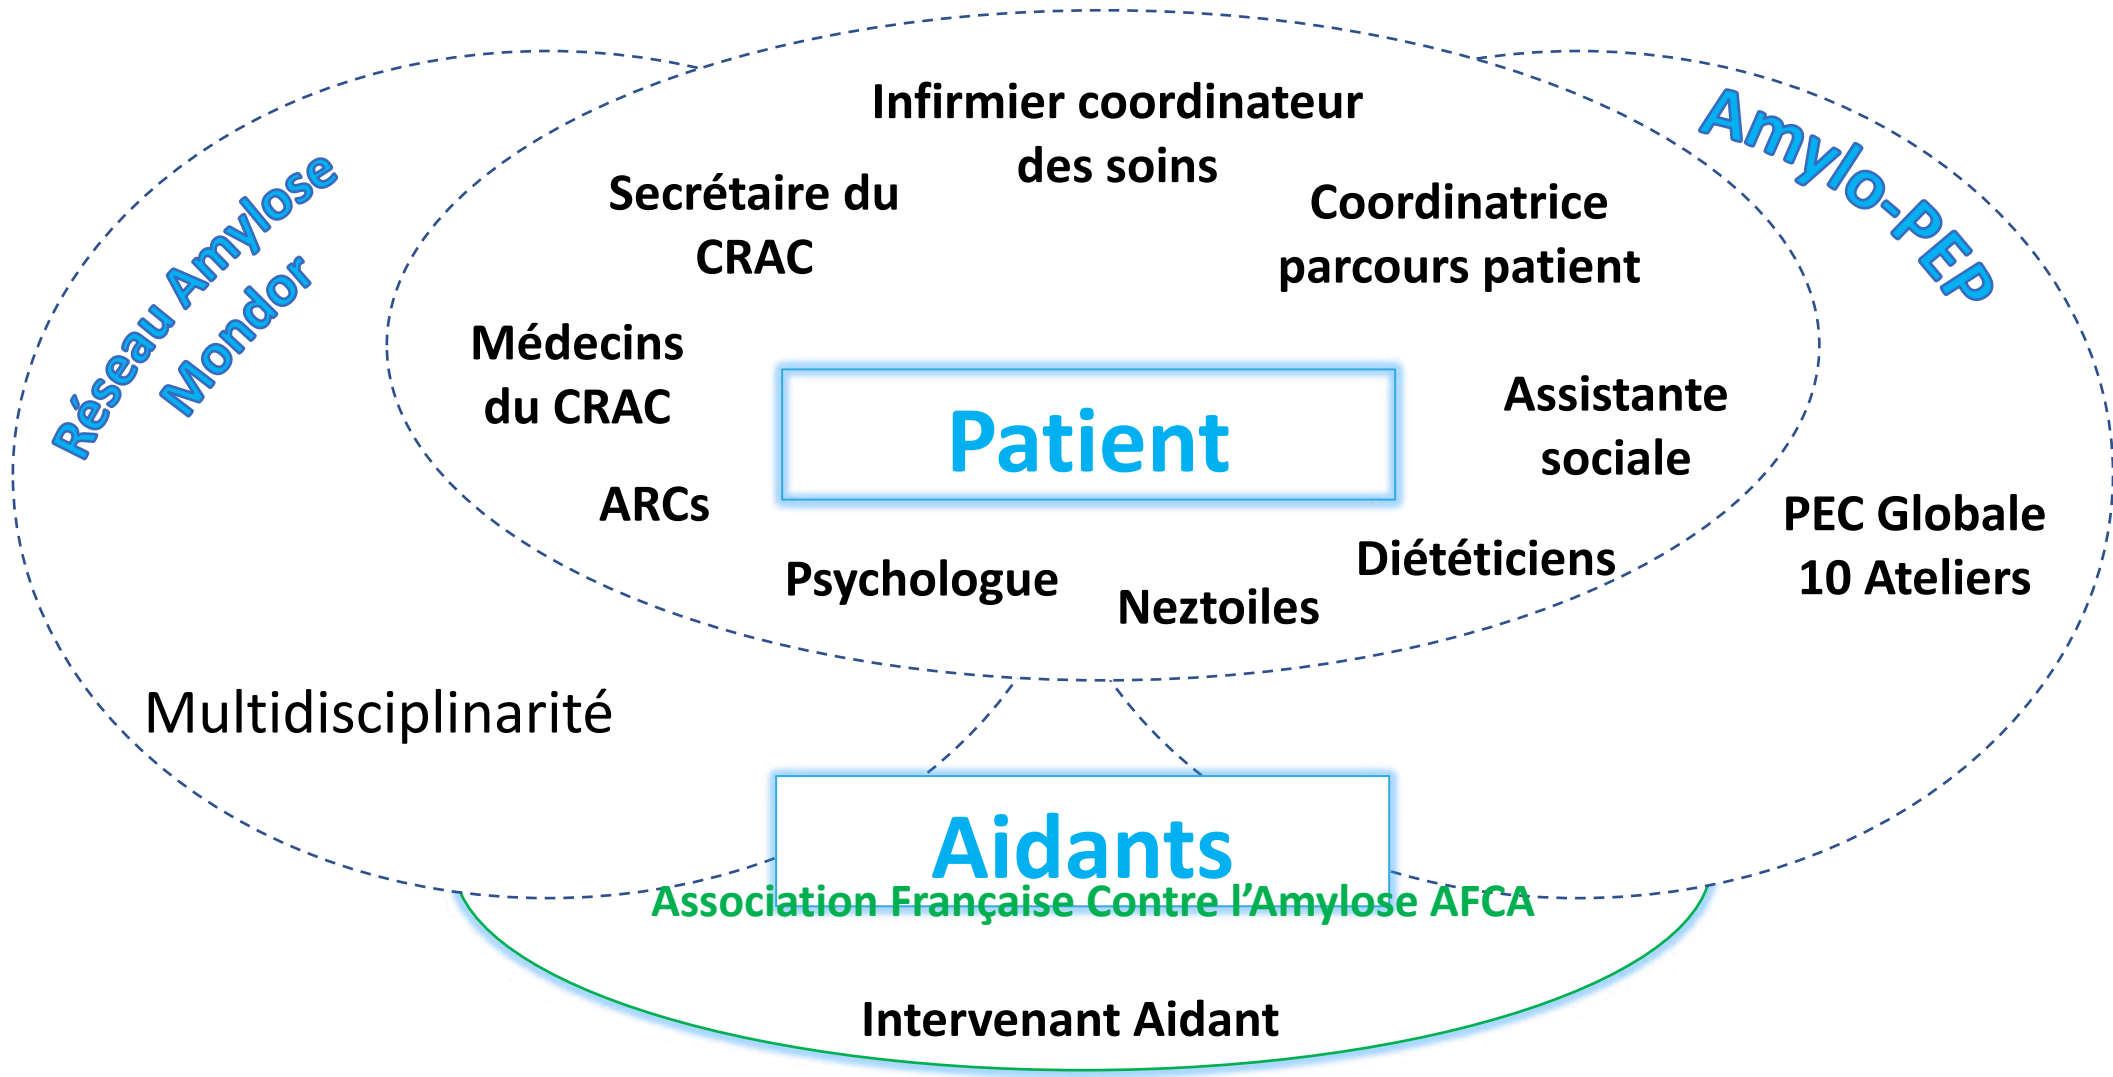 Infirmier coordinateur
des soins
Secrétaire du
CRAC
Coordinatrice
parcours patient
Réseau Amylose
Mondor
Amylo-PEP
Médecins
du CRAC
Patient
Assistante
sociale
ARCs
PEC Globale
10 Ateliers
Psychologue
Neztoiles
Diététiciens
Multidisciplinarité
Aidants
Association Française Contre l’Amylose AFCA
Intervenant Aidant